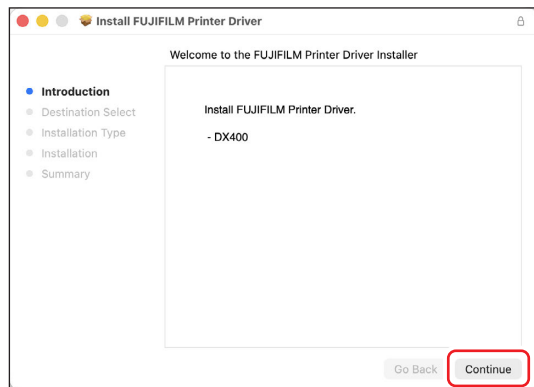 Install FUJIFILM Printer Driver
Welcome to the FUJIFILM Printer Driver Installer
Introduction
Destination Select
Installation Type
Installation
Summary
Install FUJIFILM Printer Driver.
- DX400
Go Back
Continue